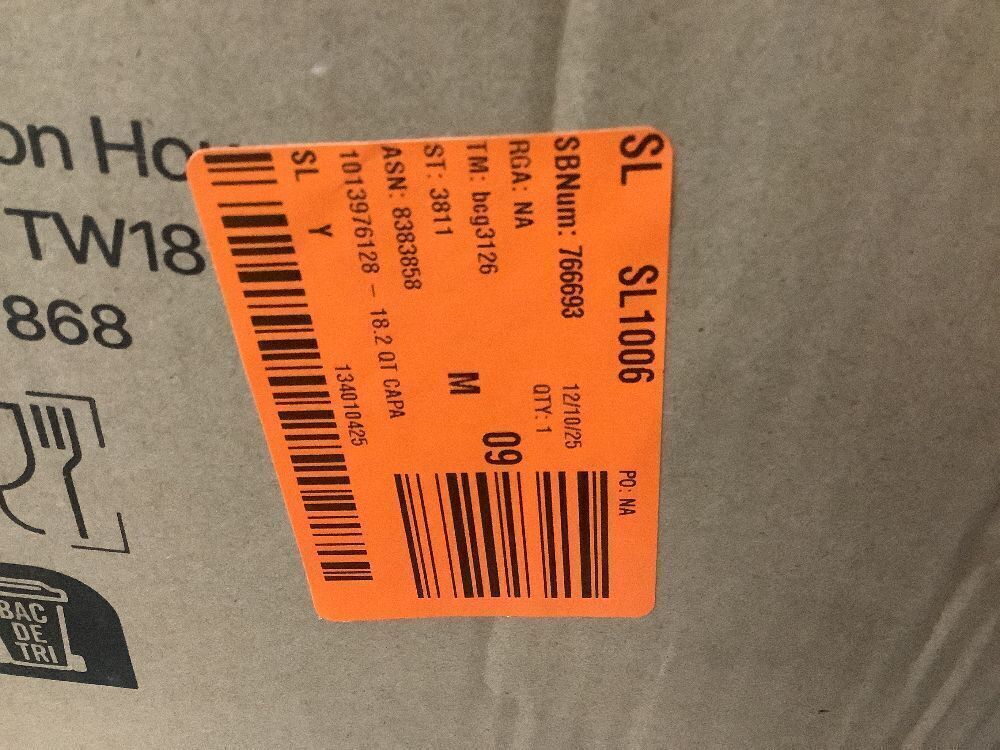 on Ho
TW18
868
BAC
DE
TRI
SL SL1006 PO: NA
SBNum: 766693 12/10/25
RGA: NA QTY: 1
TM: bcg3126 09
ST: 3811 M
ASN: 8383858
1013976128 - 18.2 QT CAPA
SL 134010425
Y